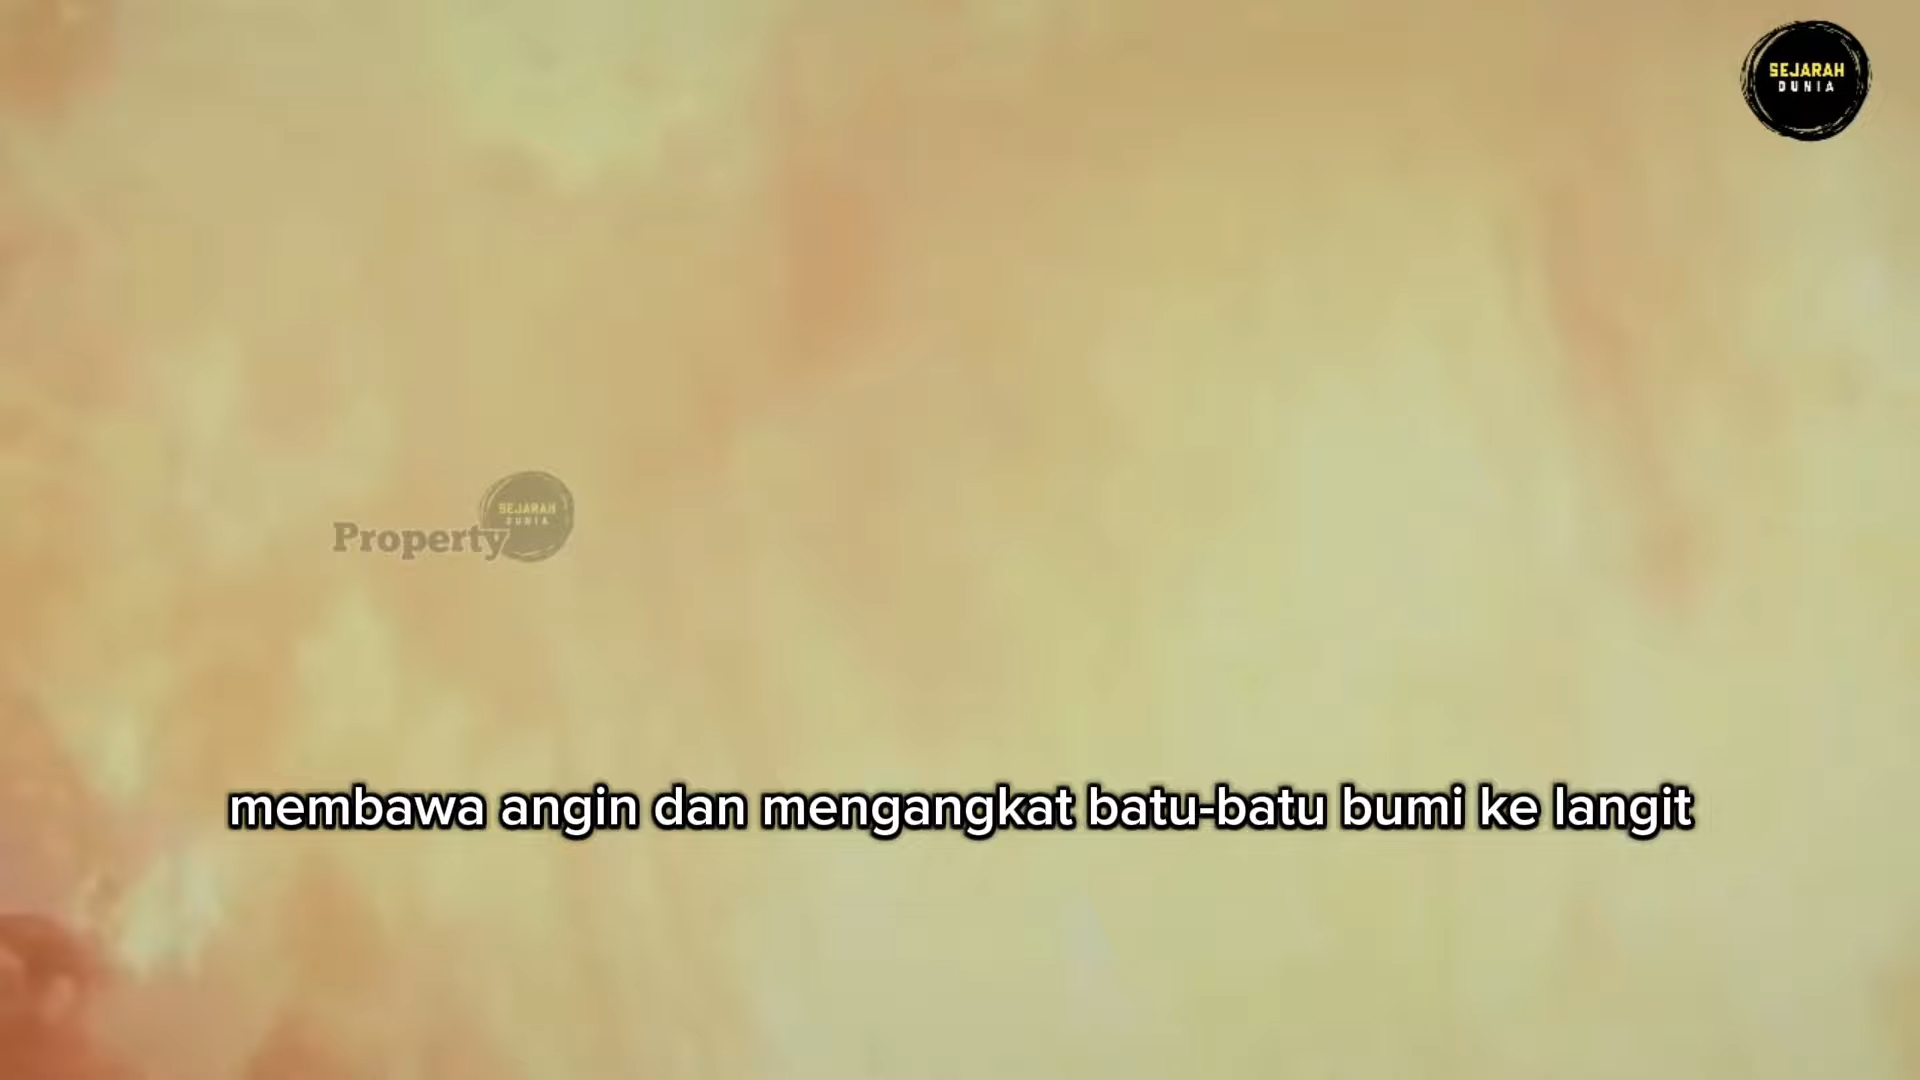 SEJARAH
DUNIA
SEJARAH
DUNIA
Property
membawa angin dan mengangkat batu-batu bumi ke langit